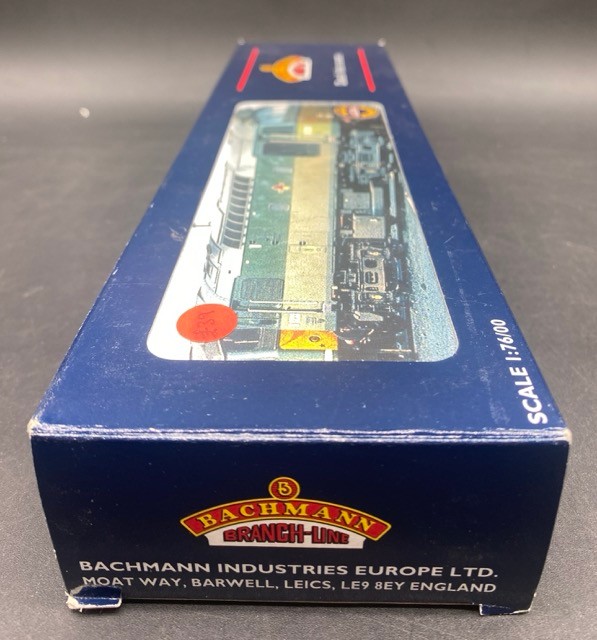 SCALE 1:76/00
B
BACHMANN
BRANCH-LINE
BACHMANN INDUSTRIES EUROPE LTD.
MOAT WAY, BARWELL, LEICS, LE9 8EY ENGLAND